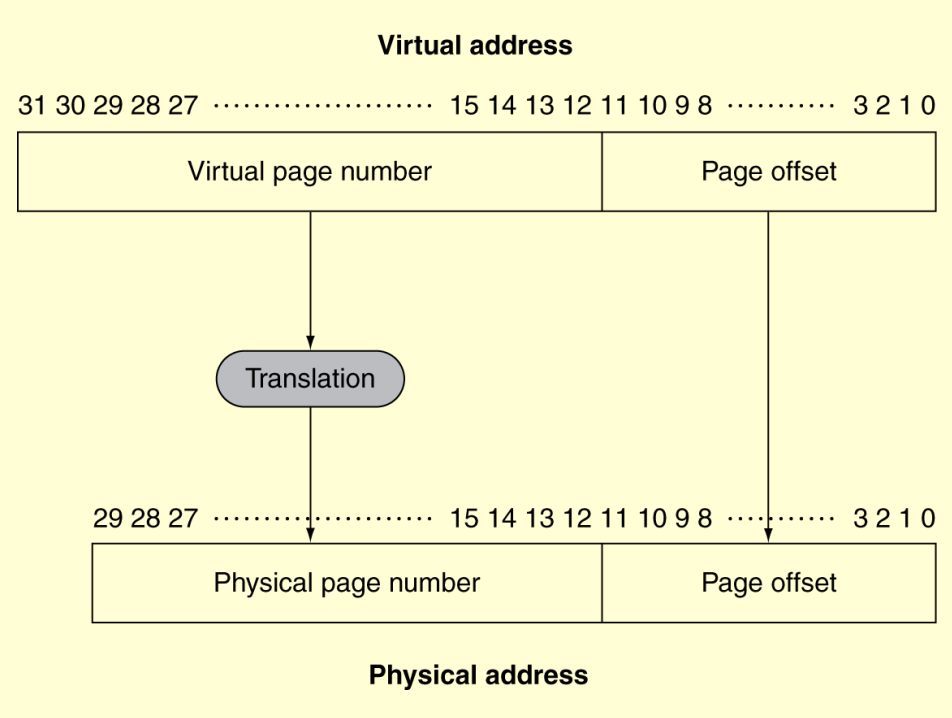 Virtual address
31 30 29 28 27 ...................... 15 14 13 12 11 10 9 8 ........... 3 2 1 0
Virtual page number Page offset
Translation
29 28 27 ...................... 15 14 13 12 11 10 9 8 ........... 3 2 1 0
Physical page number Page offset
Physical address